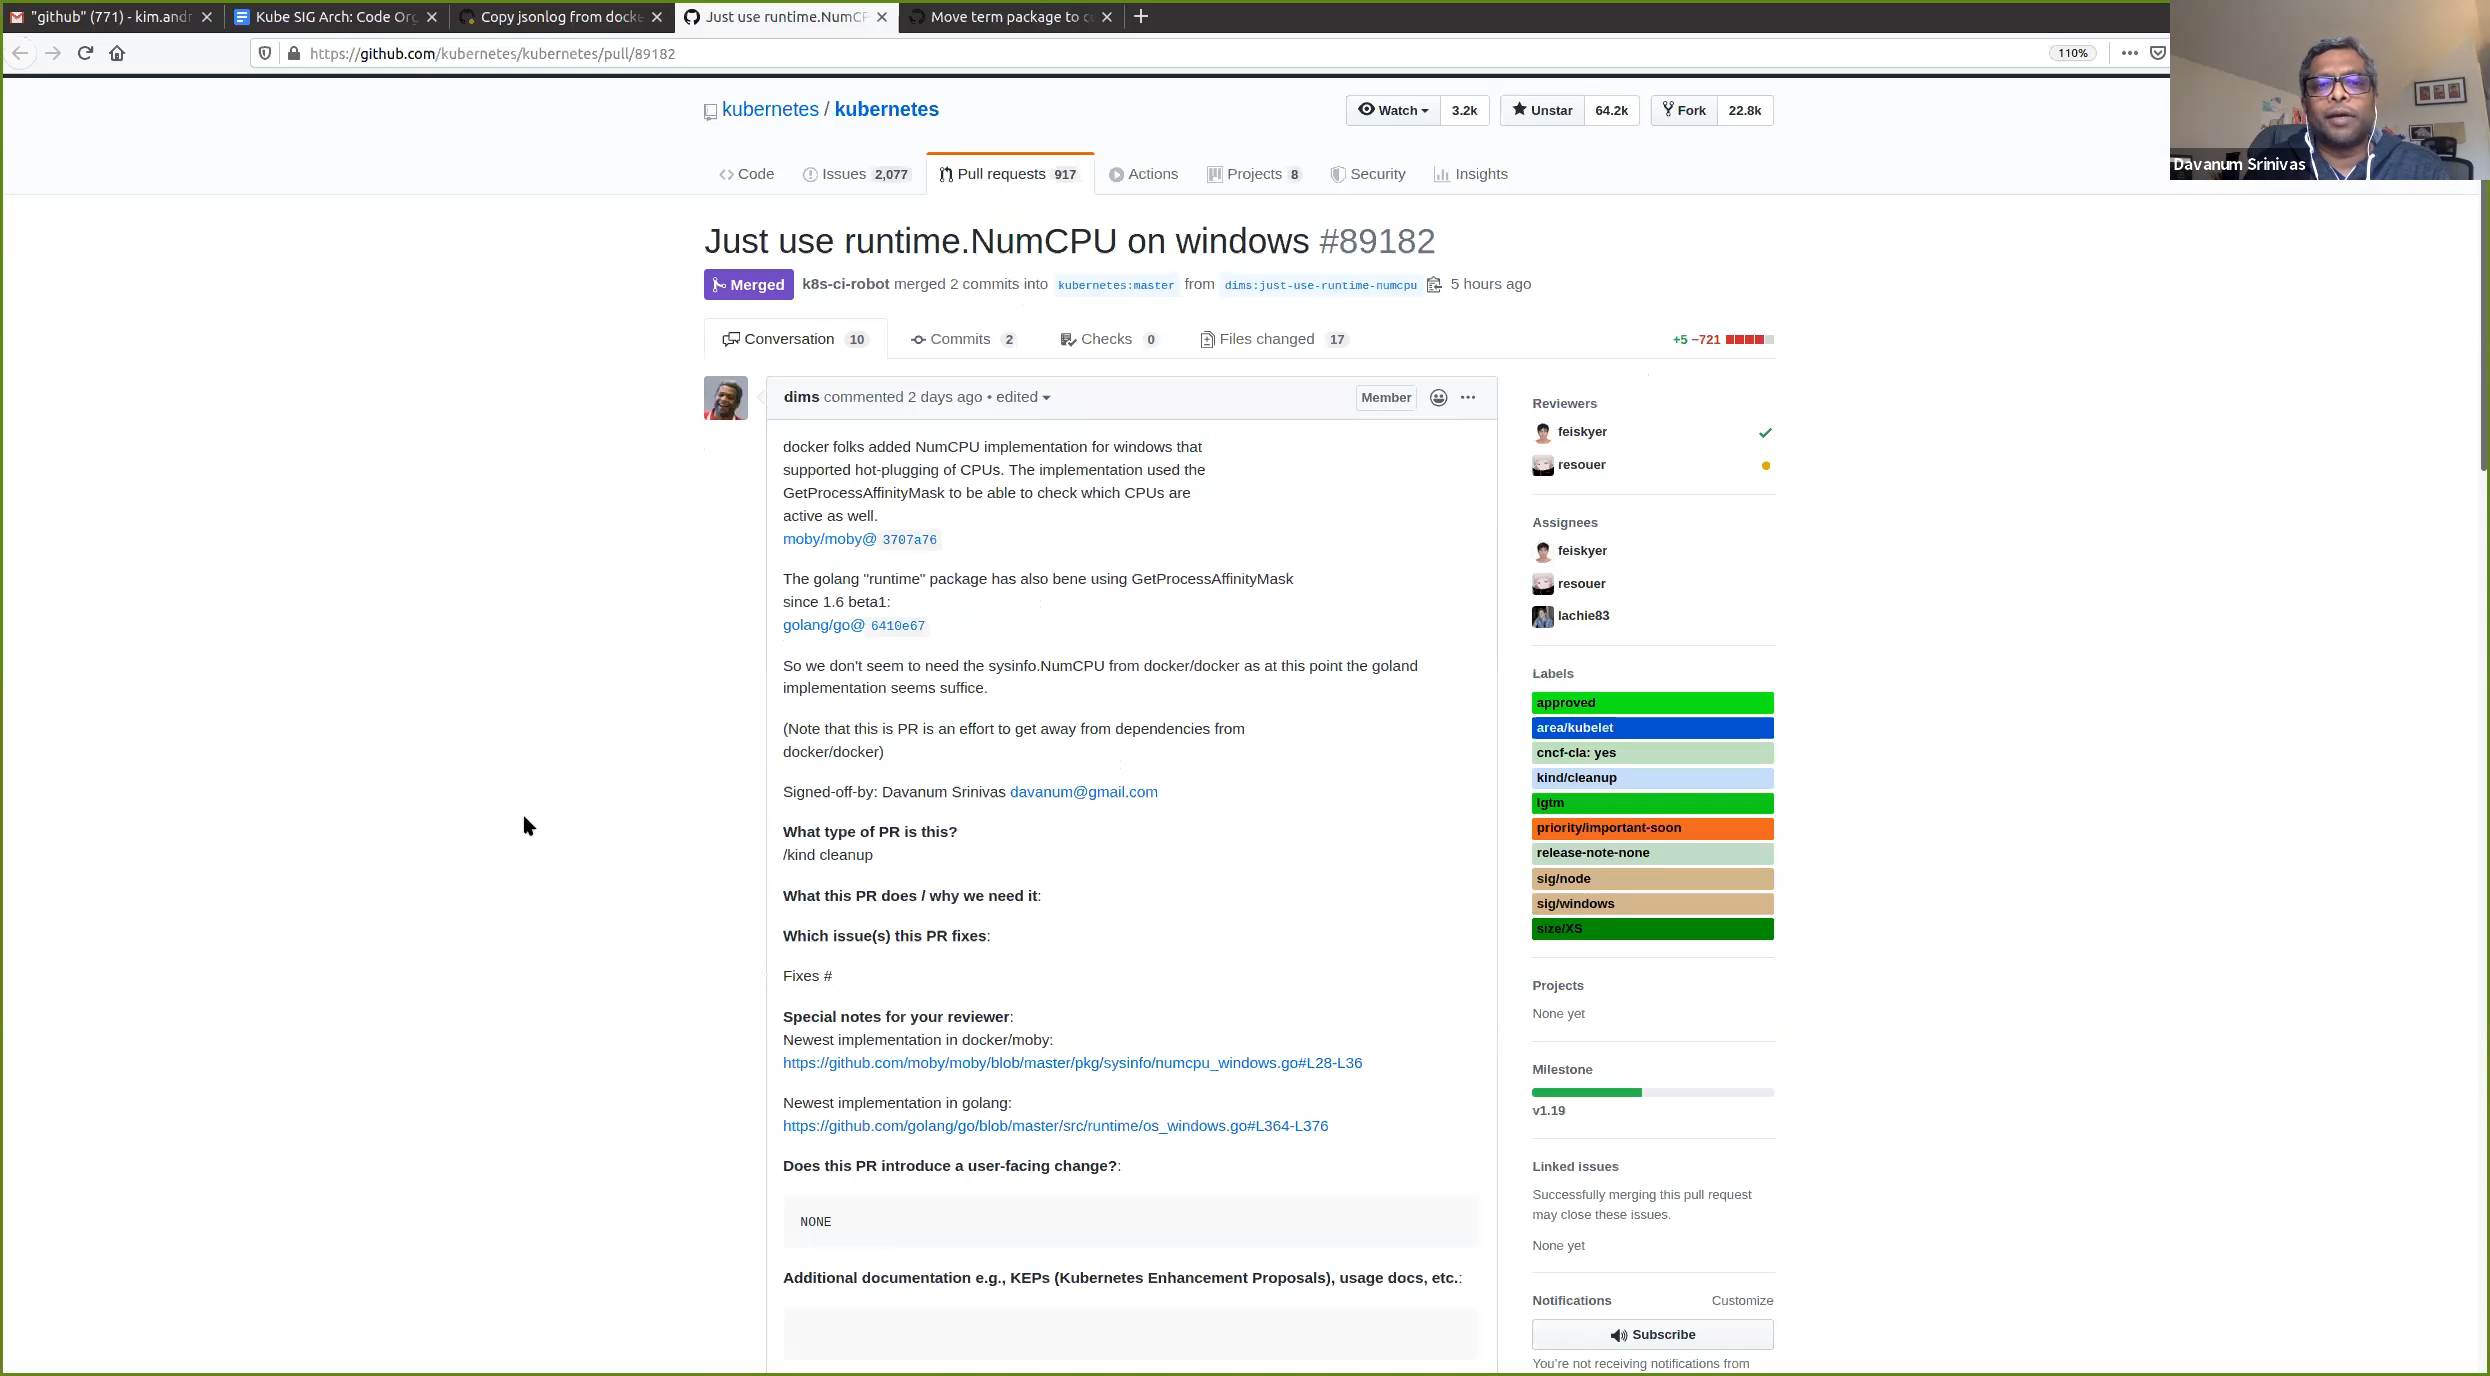 "github" (771) - kim.andr
Kube SIG Arch: Code Org
Copy jsonlog from docke
Just use runtime.NumCP
Move term package to c
https://github.com/kubernetes/kubernetes/pull/89182
110%
kubernetes / kubernetes
Watch 3.2k
Unstar 64.2k
Fork 22.8k
Code
Issues 2,077
Pull requests 917
Actions
Projects 8
Security
Insights
Just use runtime.NumCPU on windows #89182
Merged k8s-ci-robot merged 2 commits into kubernetes:master from dims:just-use-runtime-numcpu 5 hours ago
Conversation 10
Commits 2
Checks 0
Files changed 17
+5 −721
dims commented 2 days ago • edited
Member
docker folks added NumCPU implementation for windows that
supported hot-plugging of CPUs. The implementation used the
GetProcessAffinityMask to be able to check which CPUs are
active as well.
moby/moby@ 3707a76
The golang "runtime" package has also bene using GetProcessAffinityMask
since 1.6 beta1:
golang/go@ 6410e67
So we don't seem to need the sysinfo.NumCPU from docker/docker as at this point the goland
implementation seems suffice.
(Note that this is PR is an effort to get away from dependencies from
docker/docker)
Signed-off-by: Davanum Srinivas davanum@gmail.com
What type of PR is this?
/kind cleanup
What this PR does / why we need it:
Which issue(s) this PR fixes:
Fixes #
Special notes for your reviewer:
Newest implementation in docker/moby:
https://github.com/moby/moby/blob/master/pkg/sysinfo/numcpu_windows.go#L28-L36
Newest implementation in golang:
https://github.com/golang/go/blob/master/src/runtime/os_windows.go#L364-L376
Does this PR introduce a user-facing change?:
NONE
Additional documentation e.g., KEPs (Kubernetes Enhancement Proposals), usage docs, etc.:
Reviewers
feiskyer
resouer
Assignees
feiskyer
resouer
lachie83
Labels
approved
area/kubelet
cncf-cla: yes
kind/cleanup
lgtm
priority/important-soon
release-note-none
sig/node
sig/windows
size/XS
Projects
None yet
Milestone
v1.19
Linked issues
Successfully merging this pull request
may close these issues.
None yet
Notifications
Customize
Subscribe
You're not receiving notifications from
Davanum Srinivas